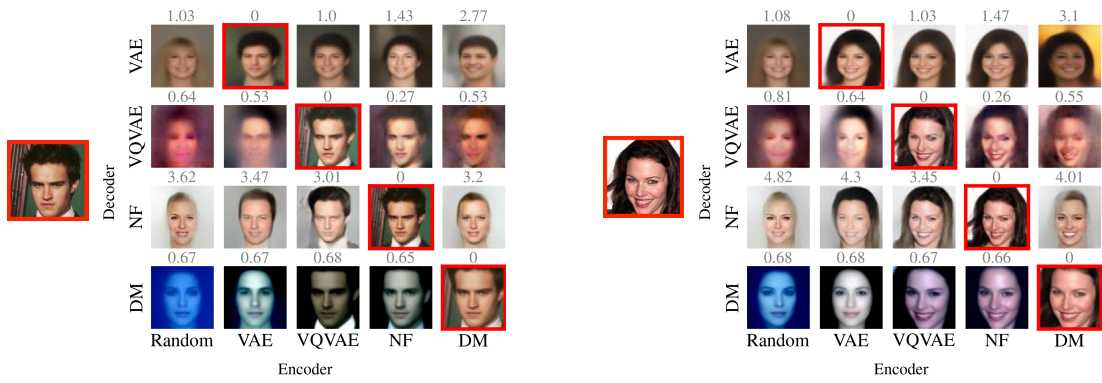 1.03 0 1.0 1.43 2.77
VAE
0.64 0.53 0 0.27 0.53
VQVAE
3.62 3.47 3.01 0 3.2
NF
0.67 0.67 0.68 0.65 0
DM
Decoder
Random VAE VQVAE NF DM
Encoder
1.08 0 1.03 1.47 3.1
VAE
0.81 0.64 0 0.26 0.55
VQVAE
4.82 4.3 3.45 0 4.01
NF
0.68 0.68 0.67 0.66 0
DM
Decoder
Random VAE VQVAE NF DM
Encoder